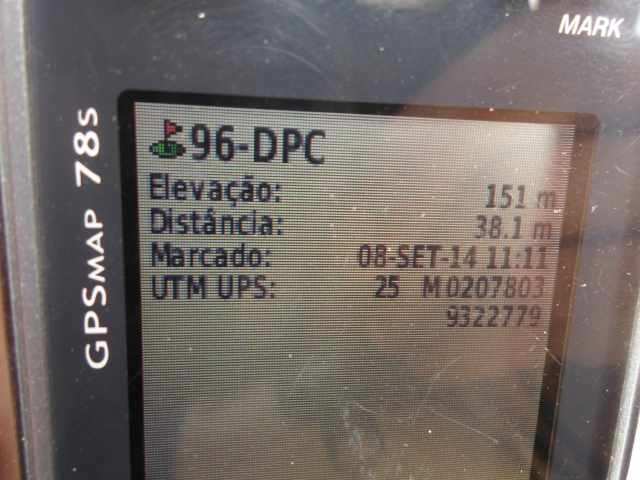 MARK
GPSMAP 78s
96-DPC
Elevação: 151 m
Distância: 38.1 m
Marcado: 08-SET-14 11:11
UTM UPS: 25 M 0207803
9322779